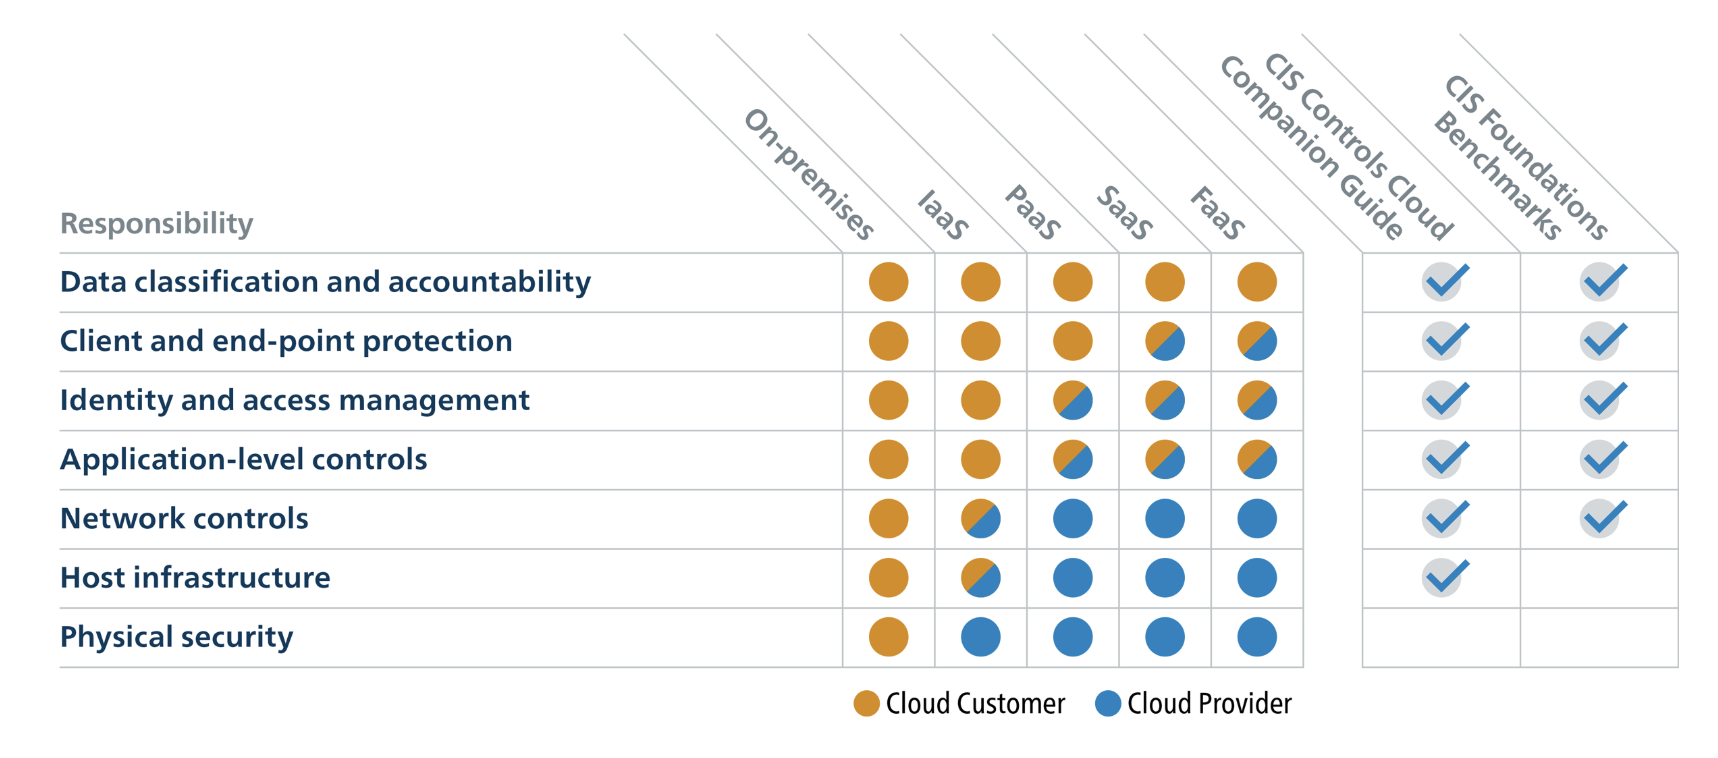 Responsibility
On-premises
IaaS
PaaS
SaaS
FaaS
CIS Controls Cloud
Companion Guide
CIS Foundations
Benchmarks
Data classification and accountability
Client and end-point protection
Identity and access management
Application-level controls
Network controls
Host infrastructure
Physical security
Cloud Customer
Cloud Provider